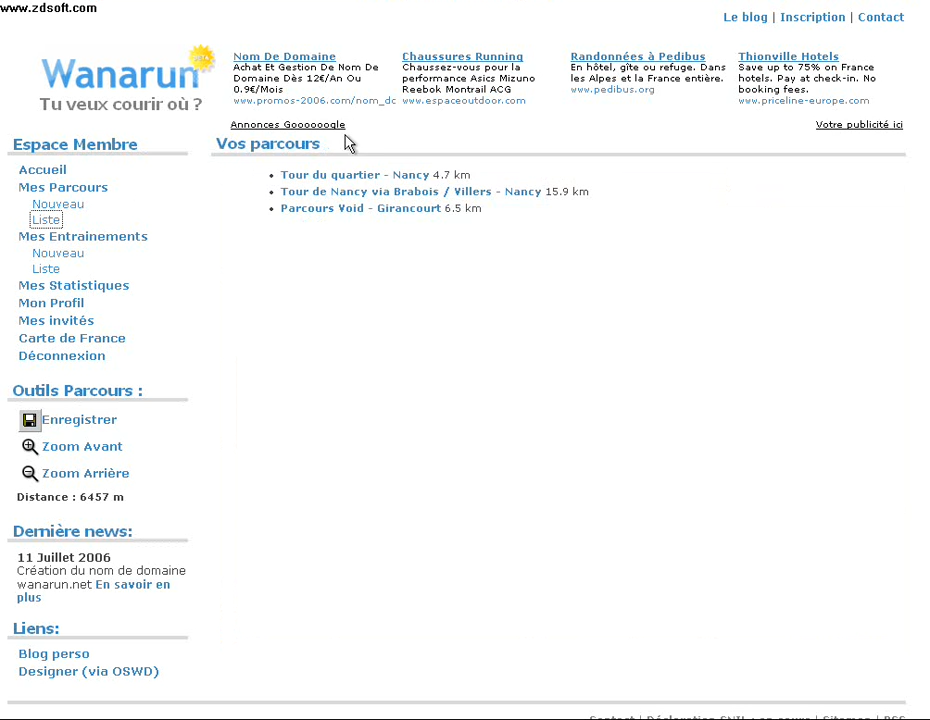 www.zdsoft.com
Le blog | Inscription | Contact
Wanarun
Tu veux courir où ?
Nom De Domaine
Achat Et Gestion De Nom De
Domaine Dès 12€/An Ou
0.9€/Mois
www.promos-2006.com/nom_dc
Chaussures Running
Chaussez-vous pour la
performance Asics Mizuno
Reebok Montrail ACG
www.espaceoutdoor.com
Randonnées à Pedibus
En hôtel, gîte ou refuge. Dans
les Alpes et la France entière.
www.pedibus.org
Thionville Hotels
Save up to 75% on France
hotels. Pay at check-in. No
booking fees.
www.priceline-europe.com
Annonces Goooooogle
Votre publicité ici
Espace Membre
Accueil
Mes Parcours
Nouveau
Liste
Mes Entrainements
Nouveau
Liste
Mes Statistiques
Mon Profil
Mes invités
Carte de France
Déconnexion
Outils Parcours :
Enregistrer
Zoom Avant
Zoom Arrière
Distance : 6457 m
Dernière news:
11 Juillet 2006
Création du nom de domaine
wanarun.net En savoir en
plus
Liens:
Blog perso
Designer (via OSWD)
Vos parcours
• Tour du quartier - Nancy 4.7 km
• Tour de Nancy via Brabois / Villers - Nancy 15.9 km
• Parcours Void - Girancourt 6.5 km
Contact | Déclaration CNIL : en cours | Sitemap | RSS